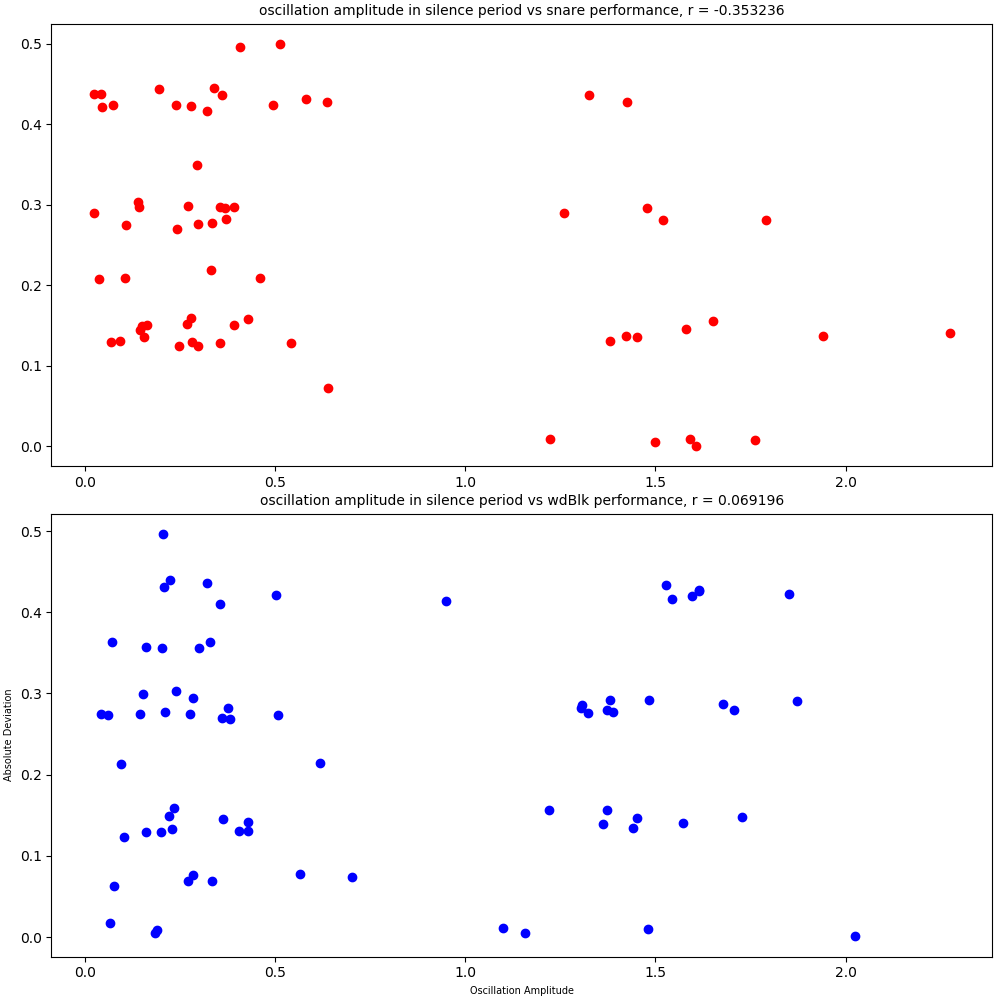 oscillation amplitude in silence period vs snare performance, r = -0.353236
0.5
0.4
0.3
0.2
0.1
0.0
0.0 0.5 1.0 1.5 2.0
oscillation amplitude in silence period vs wdBlk performance, r = 0.069196
0.5
0.4
0.3
0.2
0.1
0.0
Absolute Deviation
0.0 0.5 1.0 1.5 2.0
Oscillation Amplitude